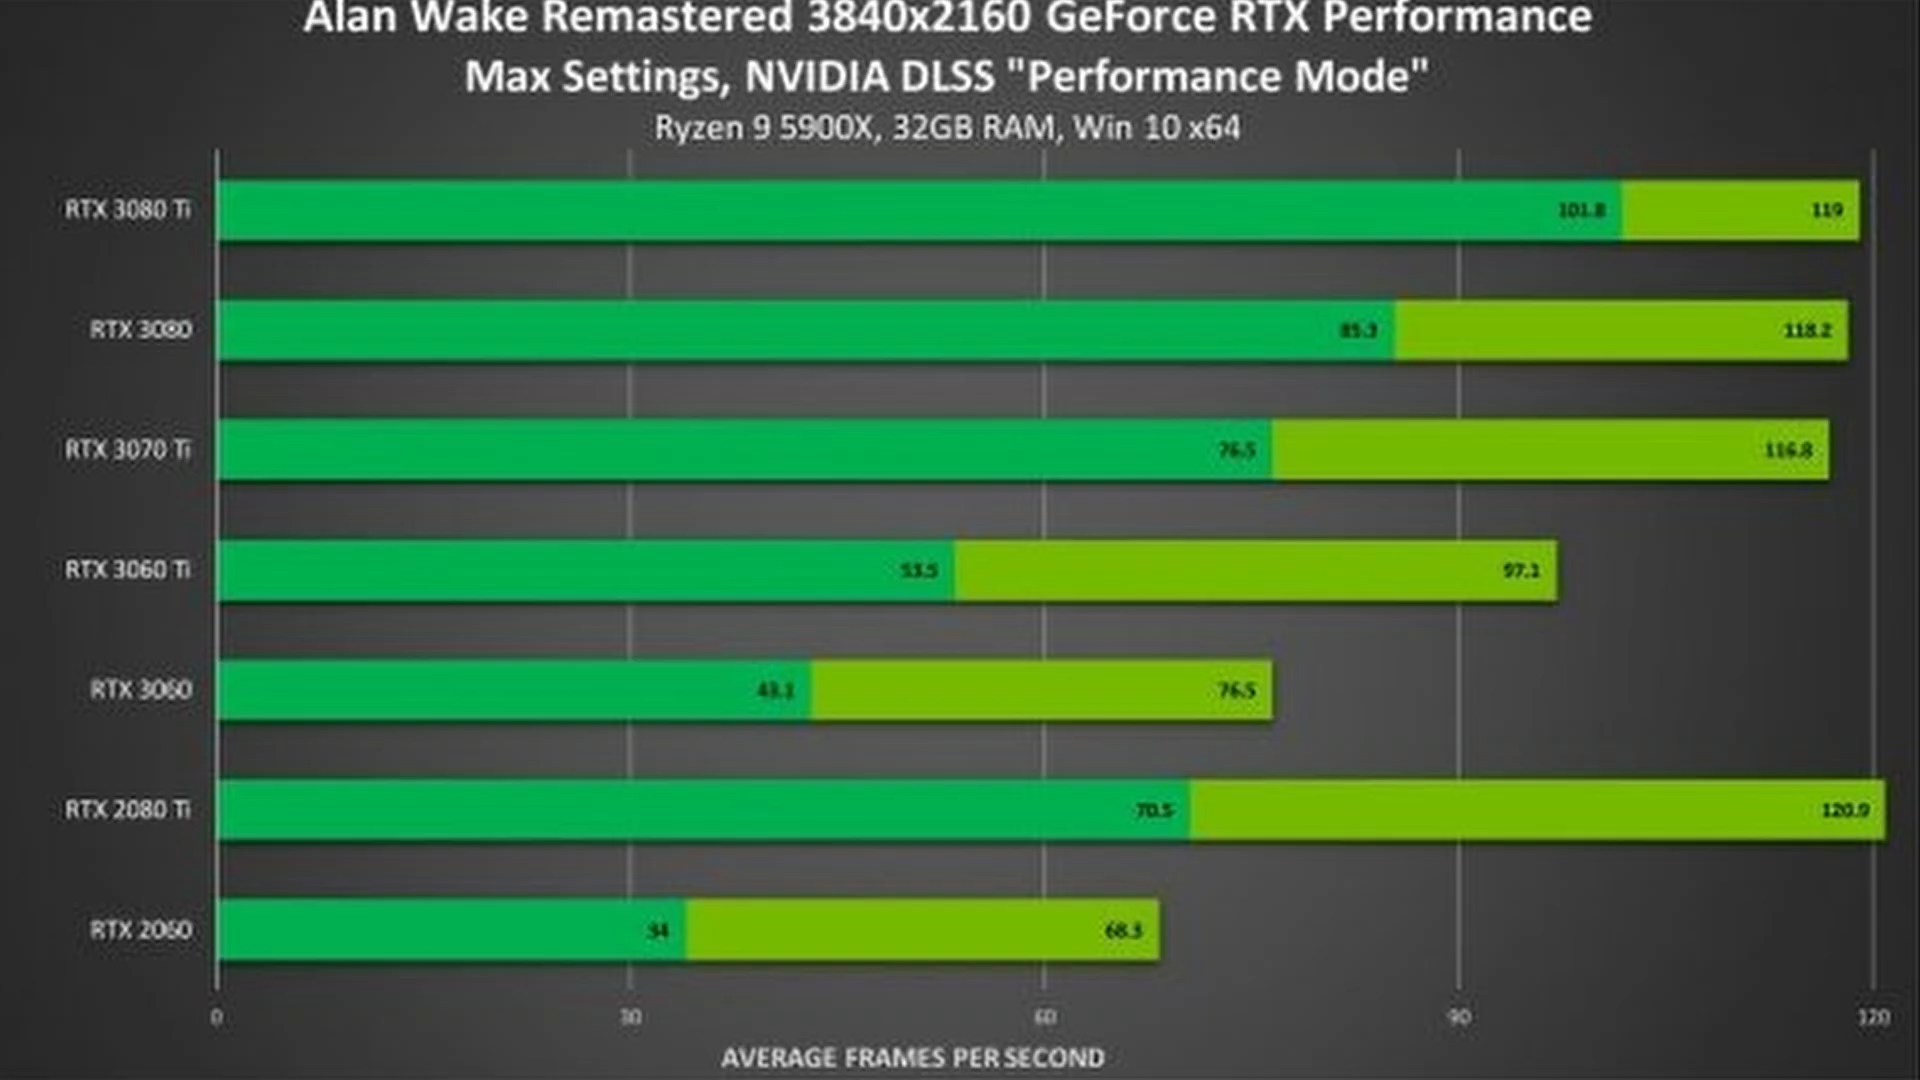 Alan Wake Remastered 3840x2160 GeForce RTX Performance
Max Settings, NVIDIA DLSS "Performance Mode"
Ryzen 9 5900X, 32GB RAM, Win 10 x64
RTX 3080 Ti 101.8 119
RTX 3080 85.3 118.2
RTX 3070 Ti 76.5 116.8
RTX 3060 Ti 53.5 97.1
RTX 3060 43.1 76.5
RTX 2080 Ti 70.5 120.9
RTX 2060 34 68.3
0 30 60 90 120
AVERAGE FRAMES PER SECOND